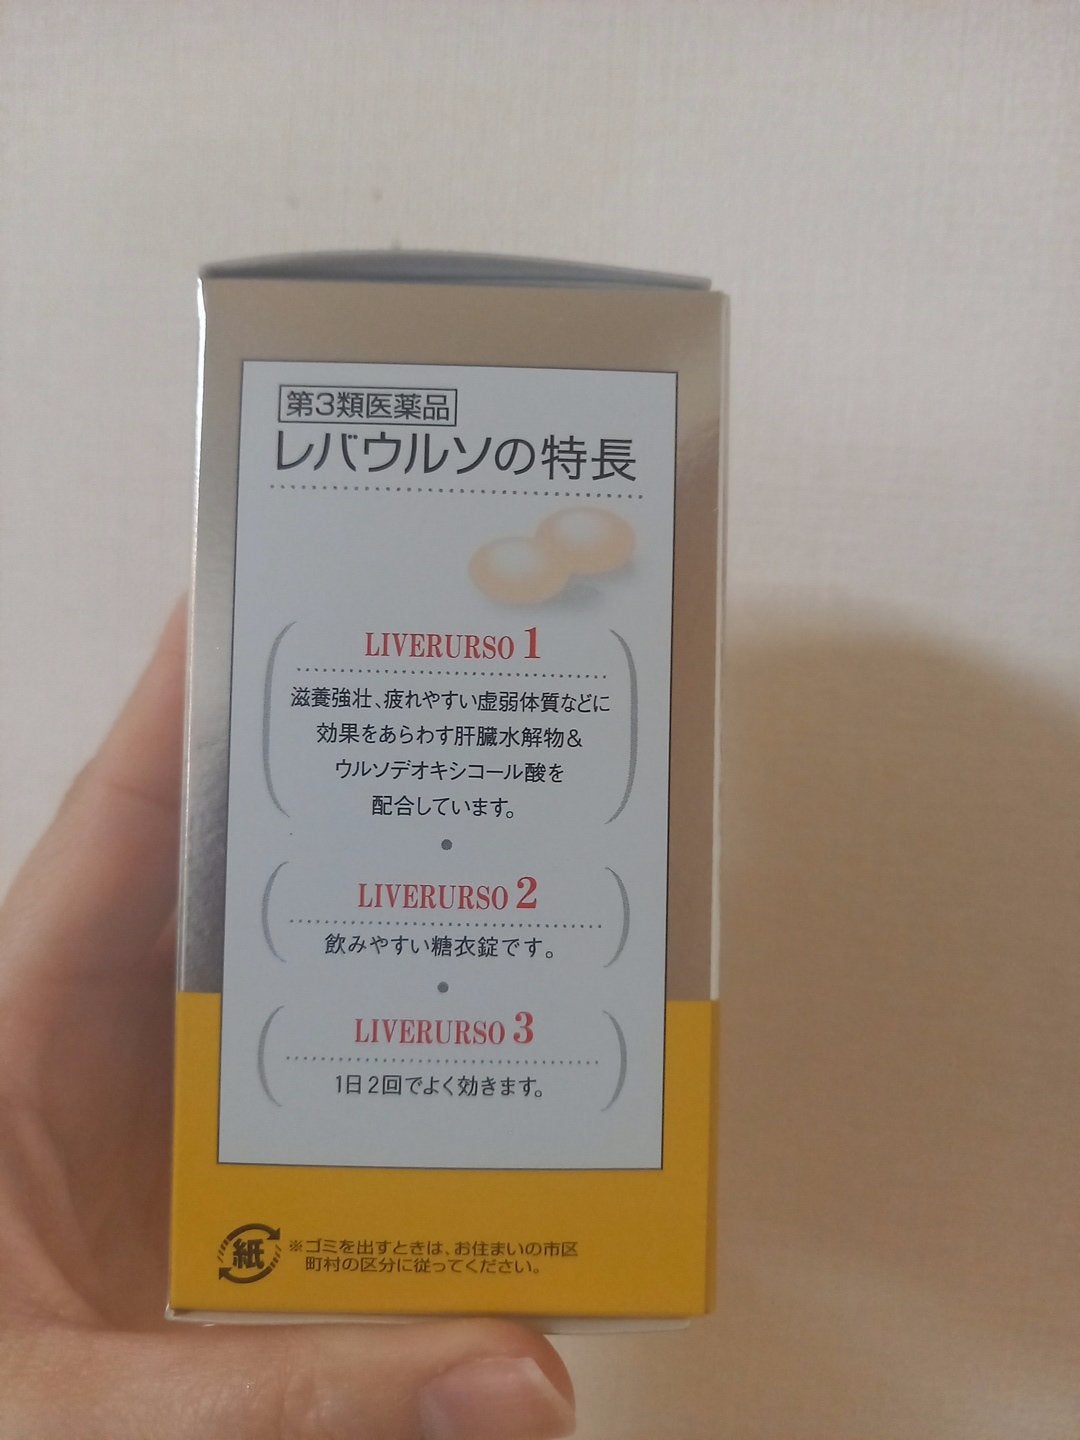 第3類医薬品
レバウルソの特長
LIVERURSO 1
滋養強壮、疲れやすい虚弱体質などに
効果をあらわす肝臓水解物&
ウルソデオキシコール酸を
配合しています。
LIVERURSO 2
飲みやすい糖衣錠です。
LIVERURSO 3
1日2回でよく効きます。
紙
※ゴミを出すときは、お住まいの市区
町村の区分に従ってください。